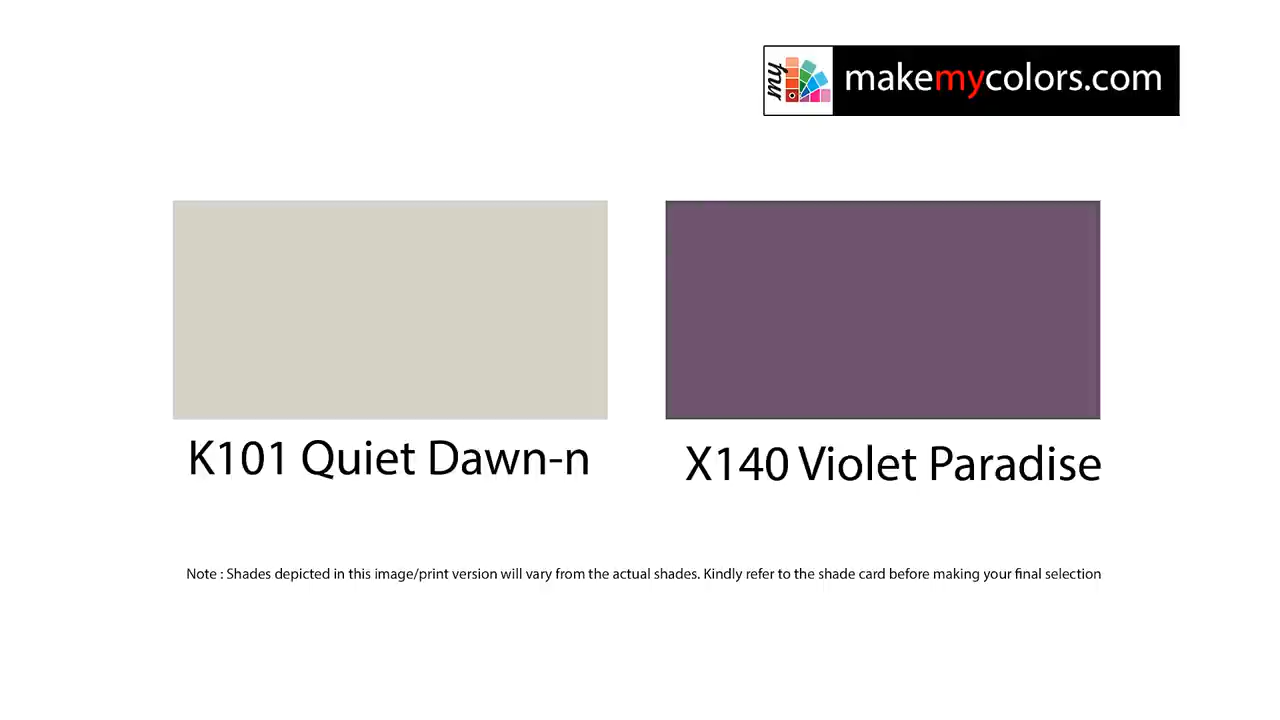 my
makemycolors.com
K101 Quiet Dawn-n
X140 Violet Paradise
Note : Shades depicted in this image/print version will vary from the actual shades. Kindly refer to the shade card before making your final selection